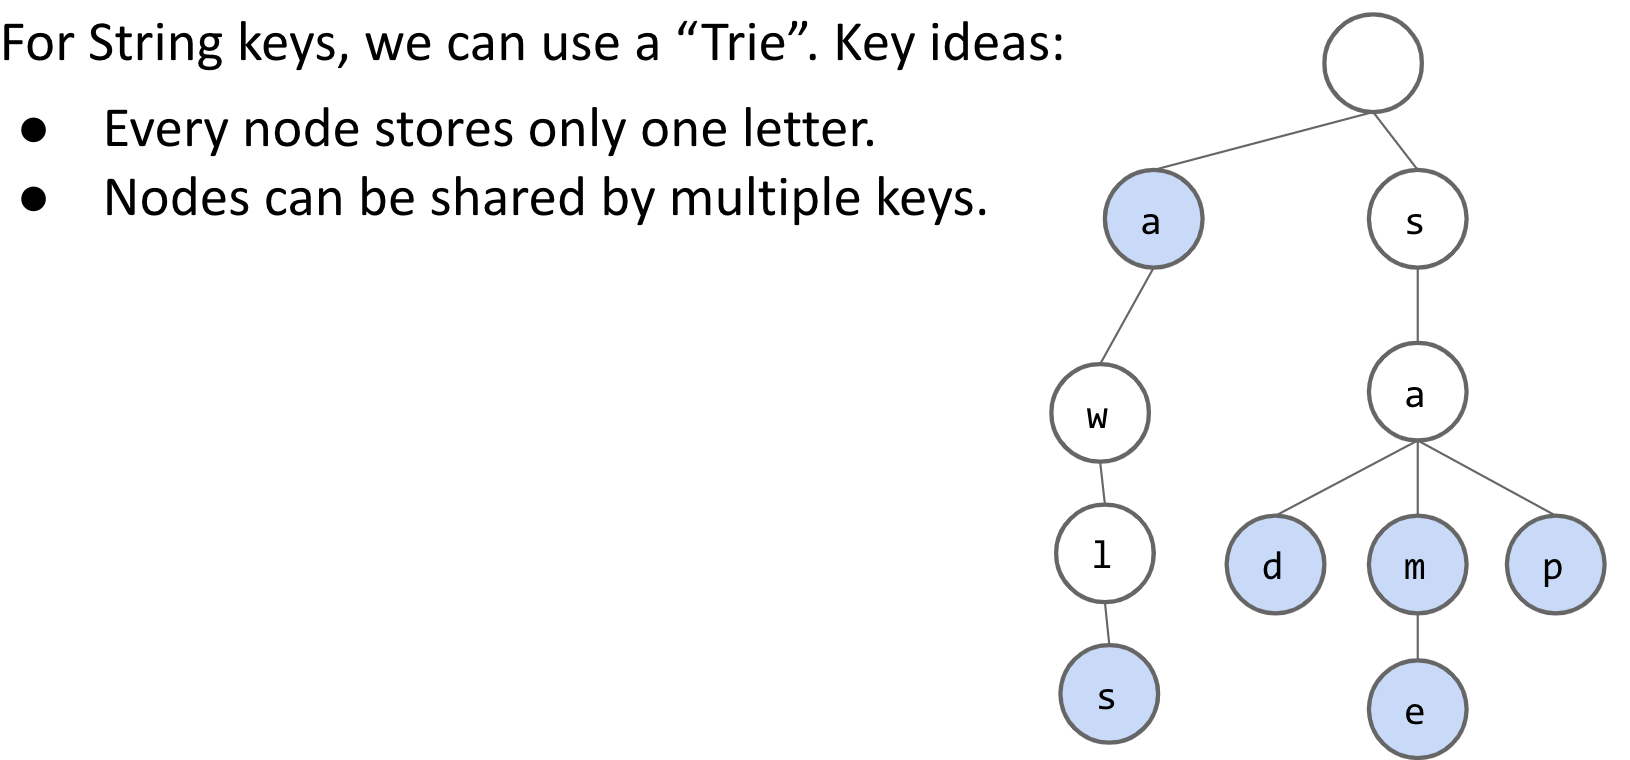 For String keys, we can use a “Trie”. Key ideas:
● Every node stores only one letter.
● Nodes can be shared by multiple keys.
a
s
w
a
l
d
m
p
s
e